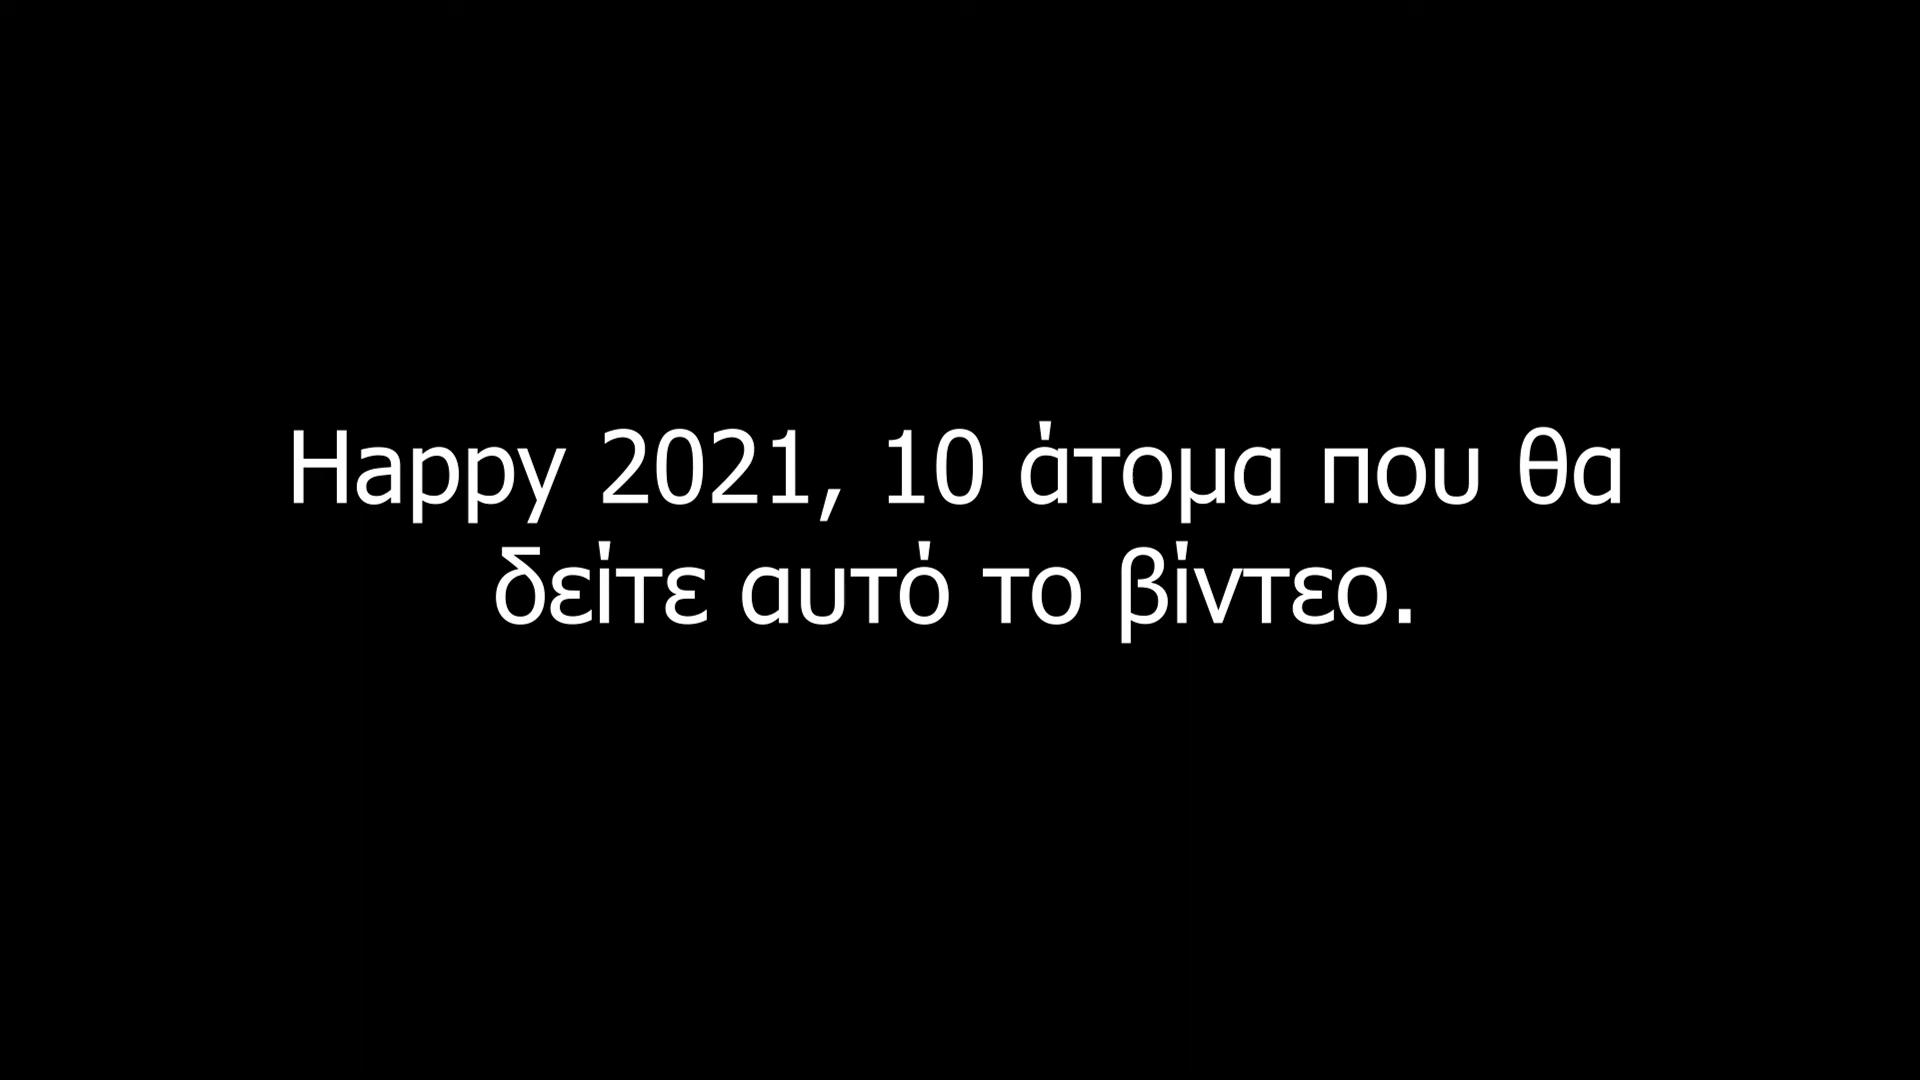 Happy 2021, 10 άτομα που θα
δείτε αυτό το βίντεο.